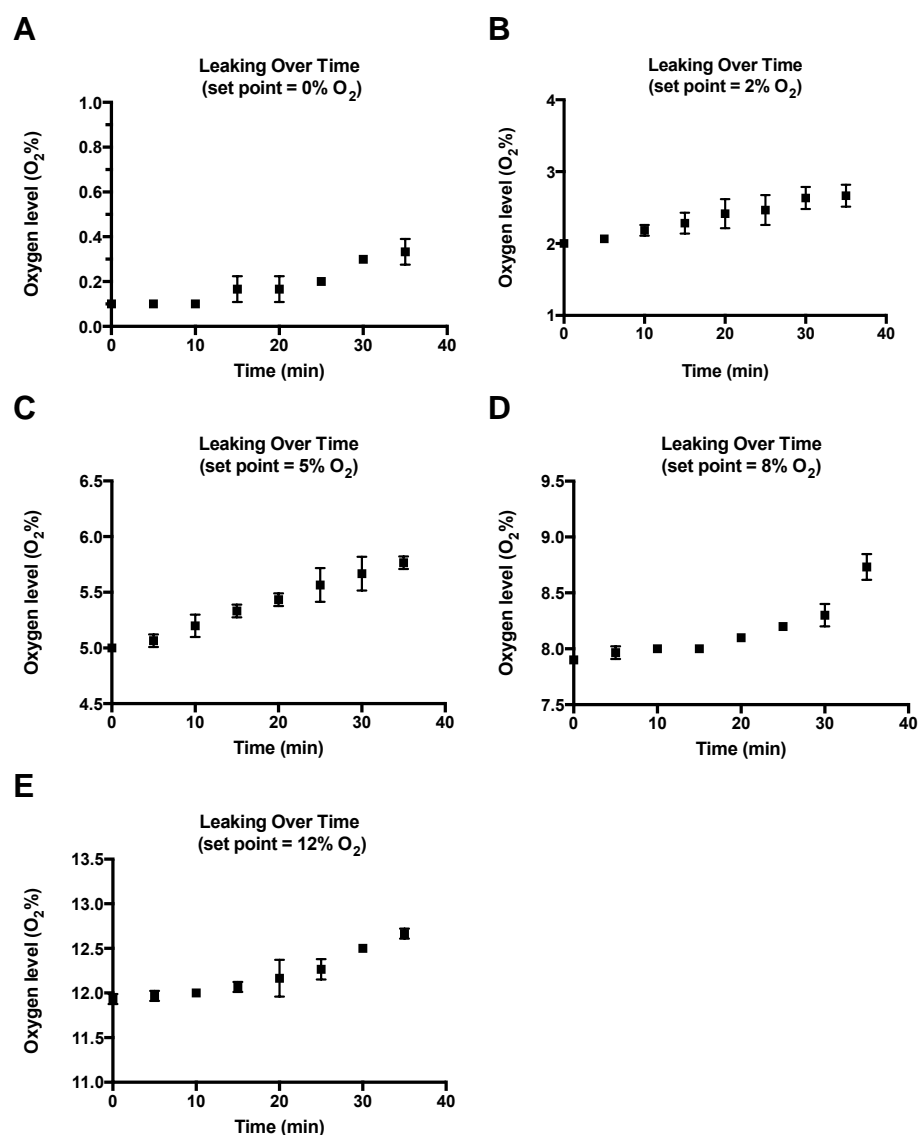 A
Leaking Over Time
(set point = 0% O₂)
Oxygen level (O₂%)
1.0
0.8
0.6
0.4
0.2
0.0
0 10 20 30 40
Time (min)
B
Leaking Over Time
(set point = 2% O₂)
Oxygen level (O₂%)
4
3
2
1
0 10 20 30 40
Time (min)
C
Leaking Over Time
(set point = 5% O₂)
Oxygen level (O₂%)
6.5
6.0
5.5
5.0
4.5
0 10 20 30 40
Time (min)
D
Leaking Over Time
(set point = 8% O₂)
Oxygen level (O₂%)
9.5
9.0
8.5
8.0
7.5
0 10 20 30 40
Time (min)
E
Leaking Over Time
(set point = 12% O₂)
Oxygen level (O₂%)
13.5
13.0
12.5
12.0
11.5
11.0
0 10 20 30 40
Time (min)